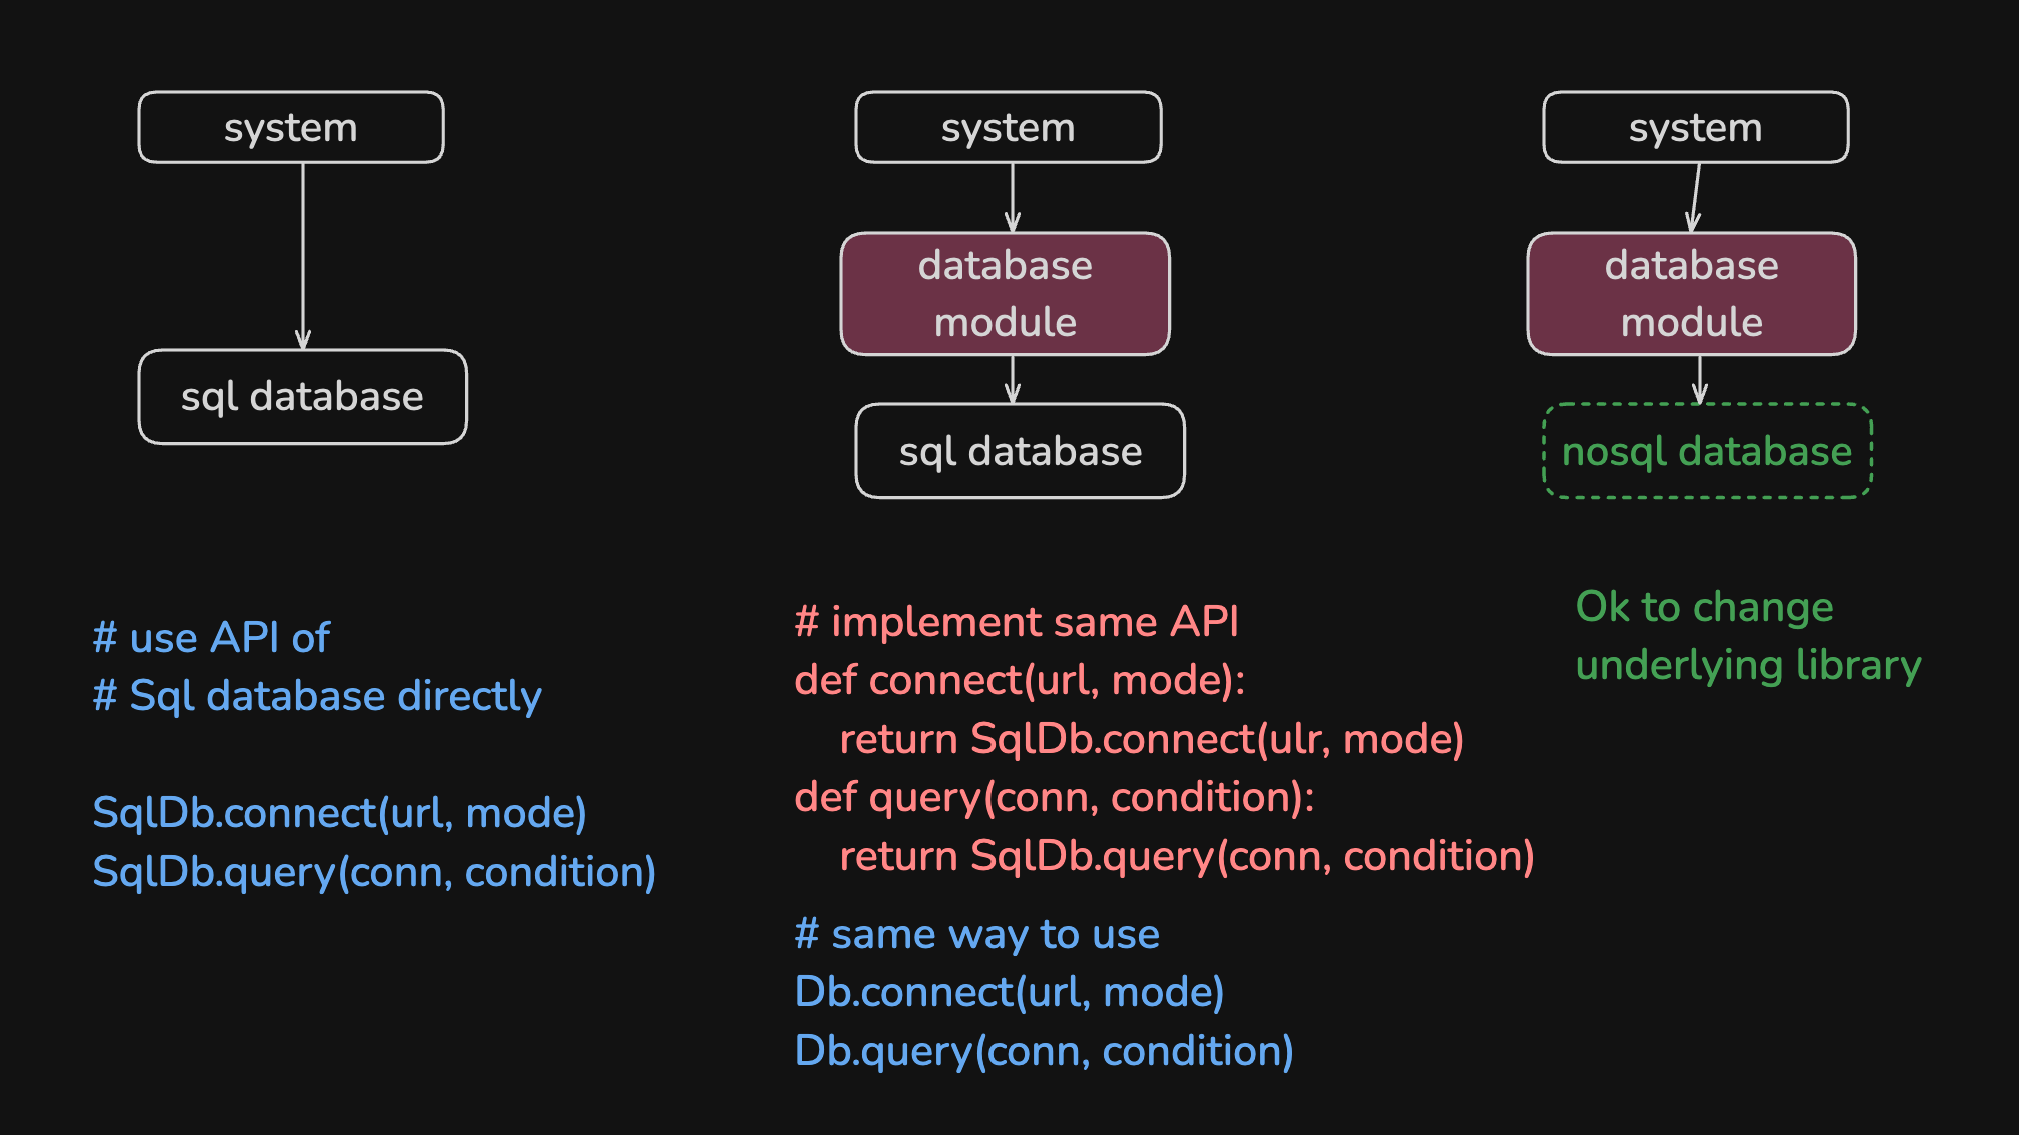 system
sql database
# use API of
# Sql database directly
SqlDb.connect(url, mode)
SqlDb.query(conn, condition)
system
database
module
sql database
# implement same API
def connect(url, mode):
return SqlDb.connect(ulr, mode)
def query(conn, condition):
return SqlDb.query(conn, condition)
# same way to use
Db.connect(url, mode)
Db.query(conn, condition)
system
database
module
nosql database
Ok to change
underlying library